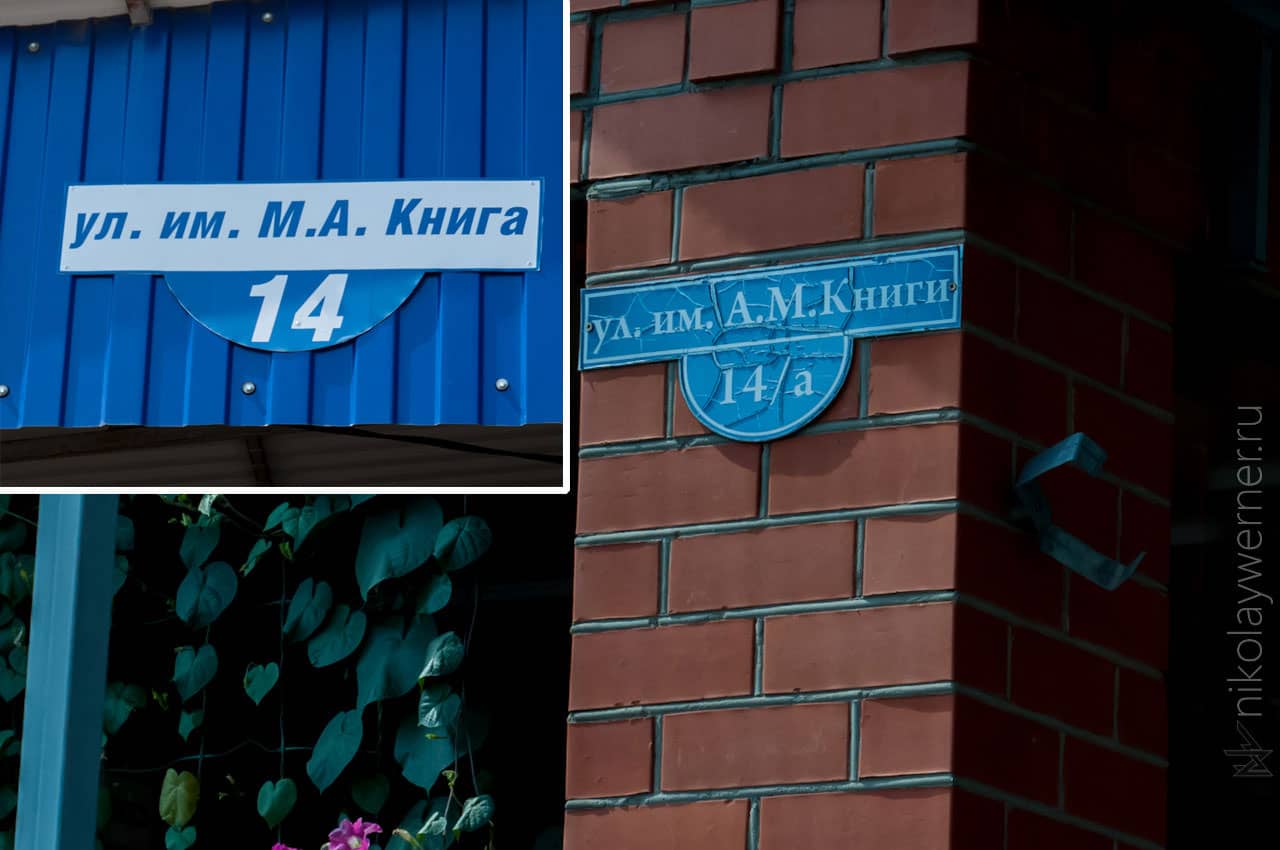 ул. им. М.А. Книга
14
ул. им. А.М.Книги
14/а
nikolaywerner.ru